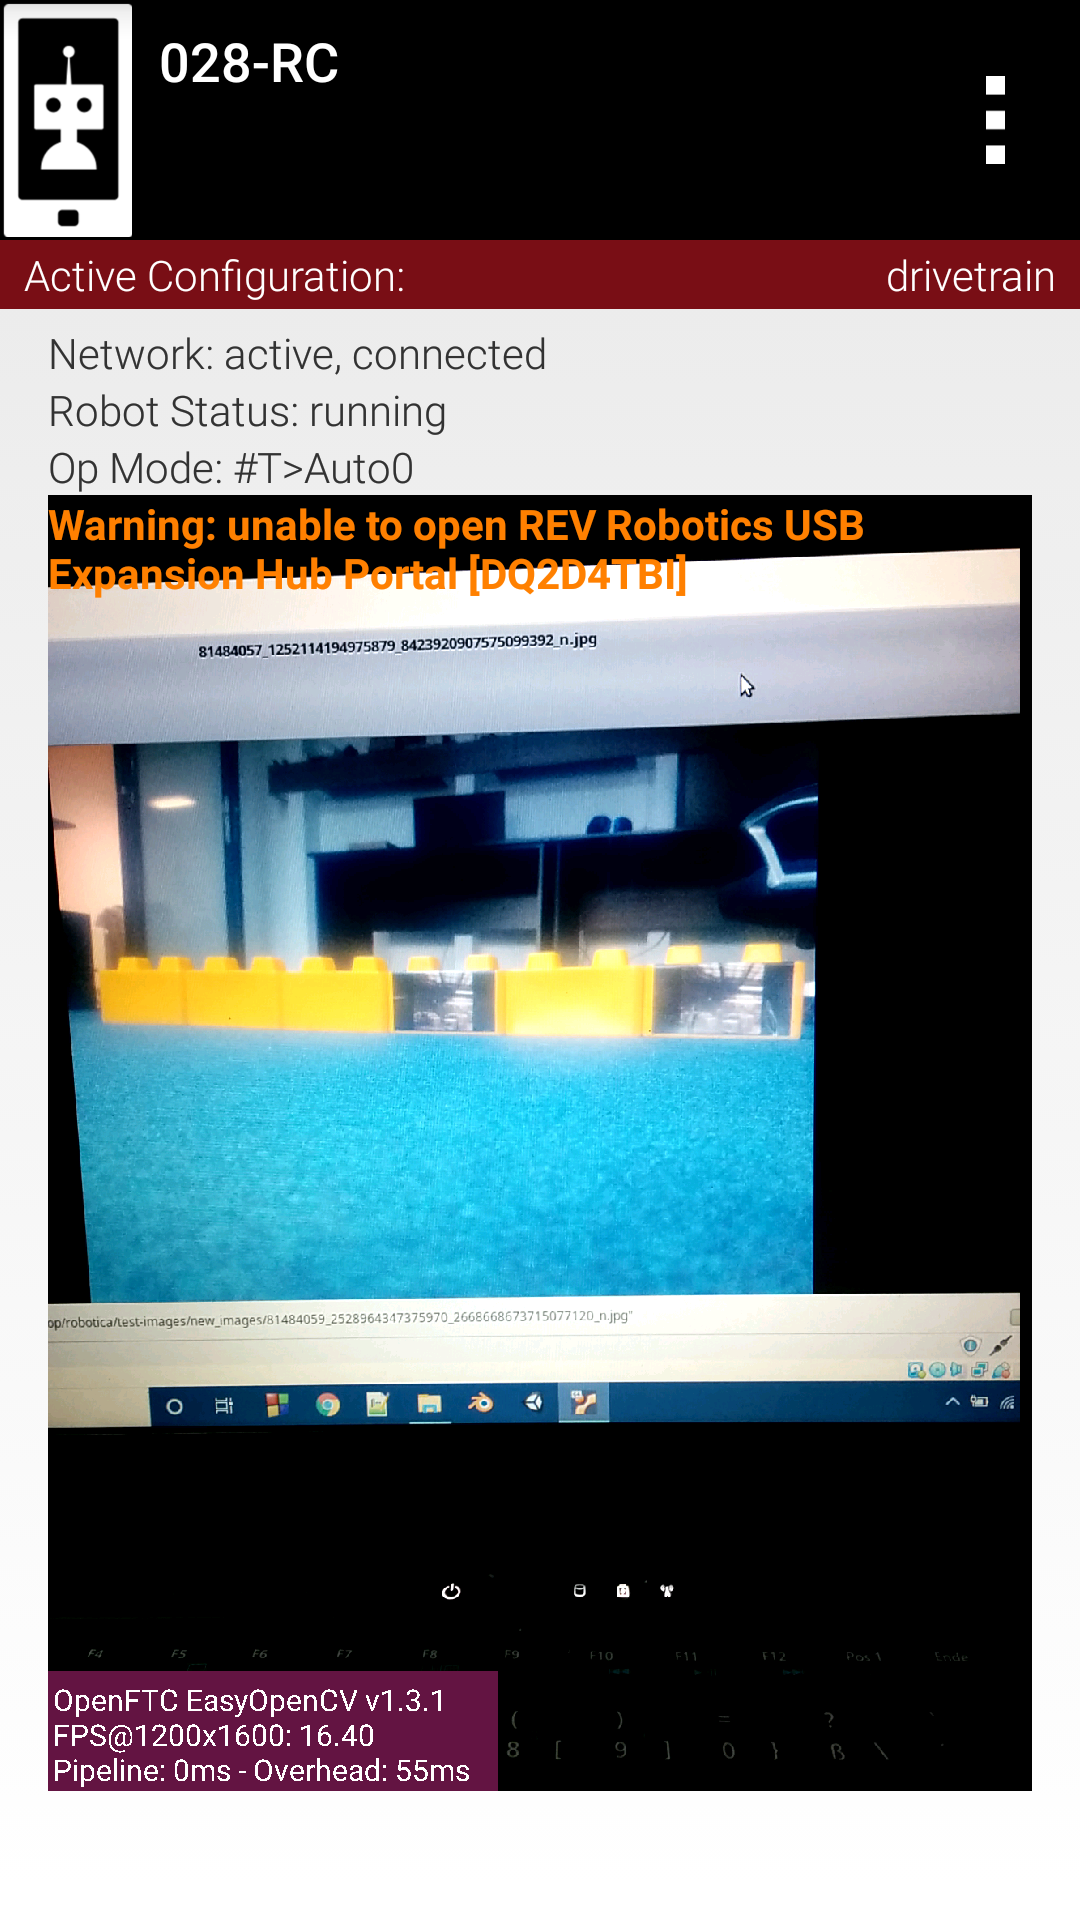 028-RC
Active Configuration: drivetrain
Network: active, connected
Robot Status: running
Op Mode: #T>Auto0
Warning: unable to open REV Robotics USB
Expansion Hub Portal [DQ2D4TBI]
81484057_1252114194975879_8423920907575099392_n.jpg
op/robotica/test-images/new_images/81484059_2528964347375970_2668668673715077120_n.jpg"
F4 F5 F6 F7 F8 F9 F10 F11 F12 Pos 1 Ende
( ) = ?
8 [ 9 ] 0 } ß \
OpenFTC EasyOpenCV v1.3.1
FPS@1200x1600: 16.40
Pipeline: 0ms - Overhead: 55ms